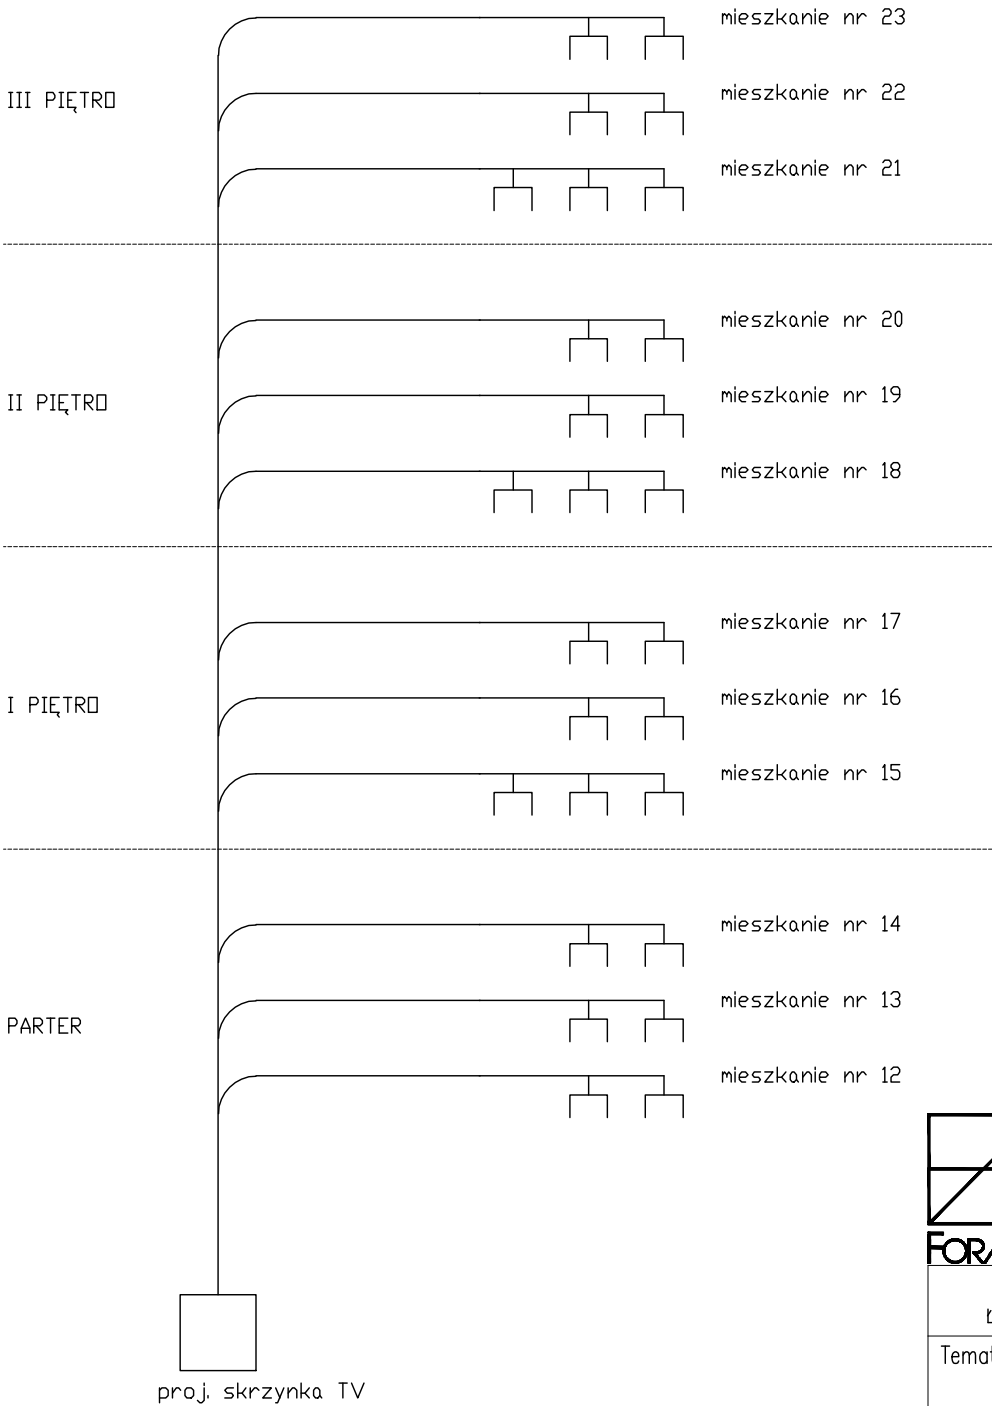 mieszkanie nr 23
III PIĘTRO
mieszkanie nr 22
mieszkanie nr 21
mieszkanie nr 20
II PIĘTRO
mieszkanie nr 19
mieszkanie nr 18
mieszkanie nr 17
I PIĘTRO
mieszkanie nr 16
mieszkanie nr 15
mieszkanie nr 14
PARTER
mieszkanie nr 13
mieszkanie nr 12
proj. skrzynka TV